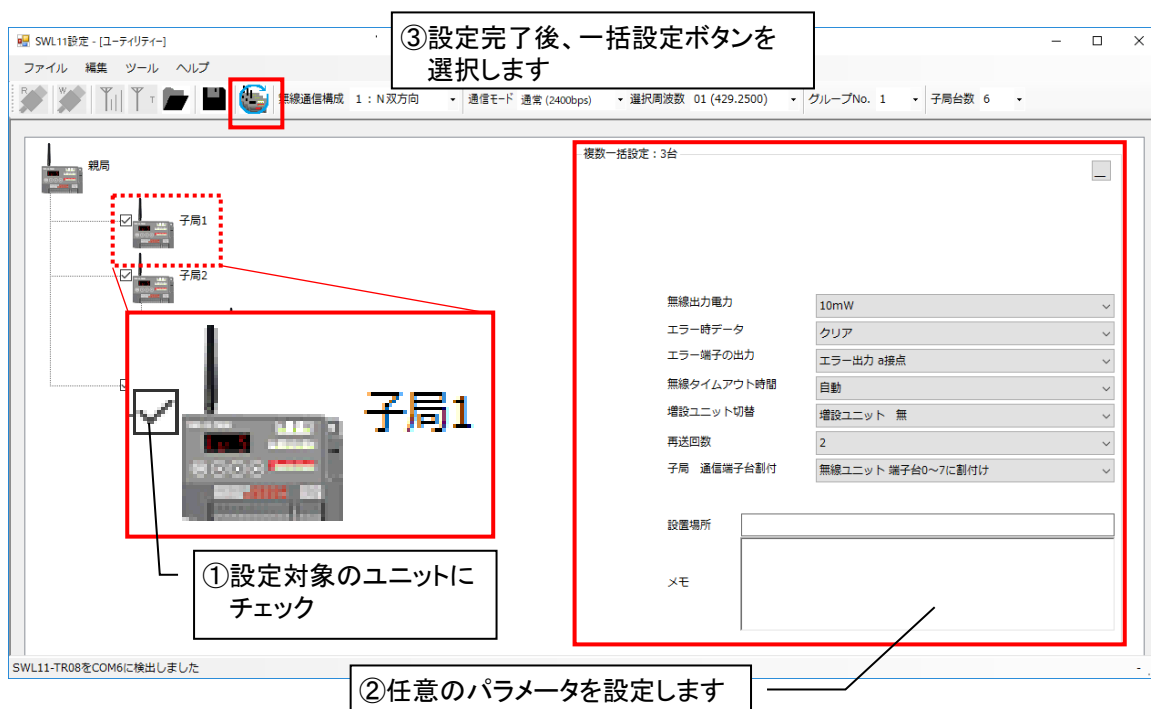 ③設定完了後、一括設定ボタンを
選択します
SWL11設定 - [ユーティリティー]
ファイル 編集 ツール ヘルプ
R W T 無線通信構成 1：N双方向 通信モード 通常 (2400bps) 選択周波数 01 (429.2500) グループNo. 1 子局台数 6
親局
子局1
子局2
子局1
①設定対象のユニットに
チェック
複数一括設定：3台
無線出力電力 10mW
エラー時データ クリア
エラー端子の出力 エラー出力 a接点
無線タイムアウト時間 自動
増設ユニット切替 増設ユニット 無
再送回数 2
子局 通信端子台割付 無線ユニット 端子台0～7に割付け
設置場所
メモ
SWL11-TR08をCOM6に検出しました
②任意のパラメータを設定します